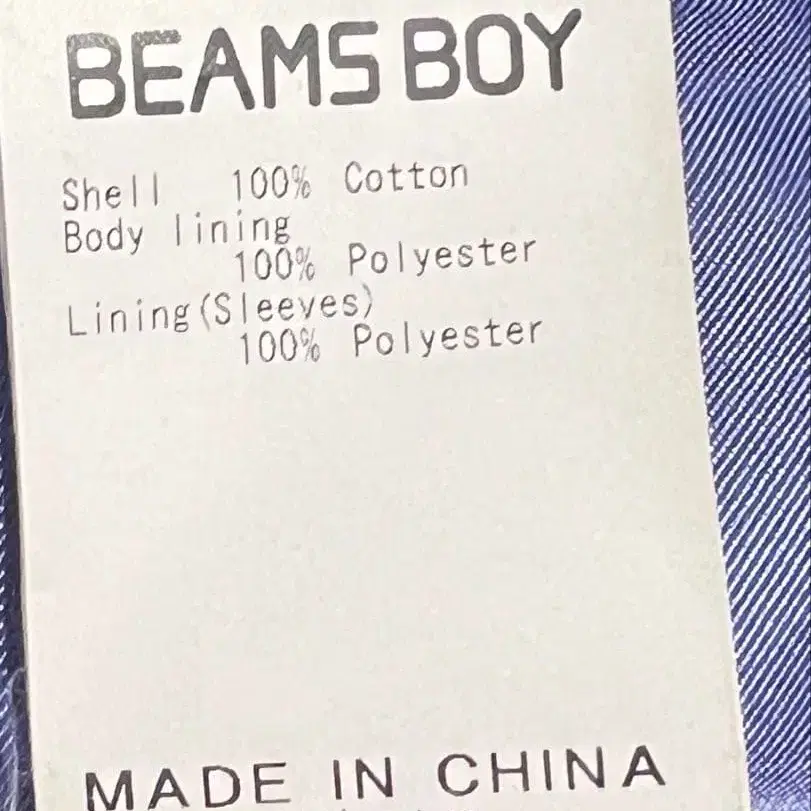 BEAMS BOY
Shell 100% Cotton
Body lining
100% Polyester
Lining(Sleeves)
100% Polyester
MADE IN CHINA